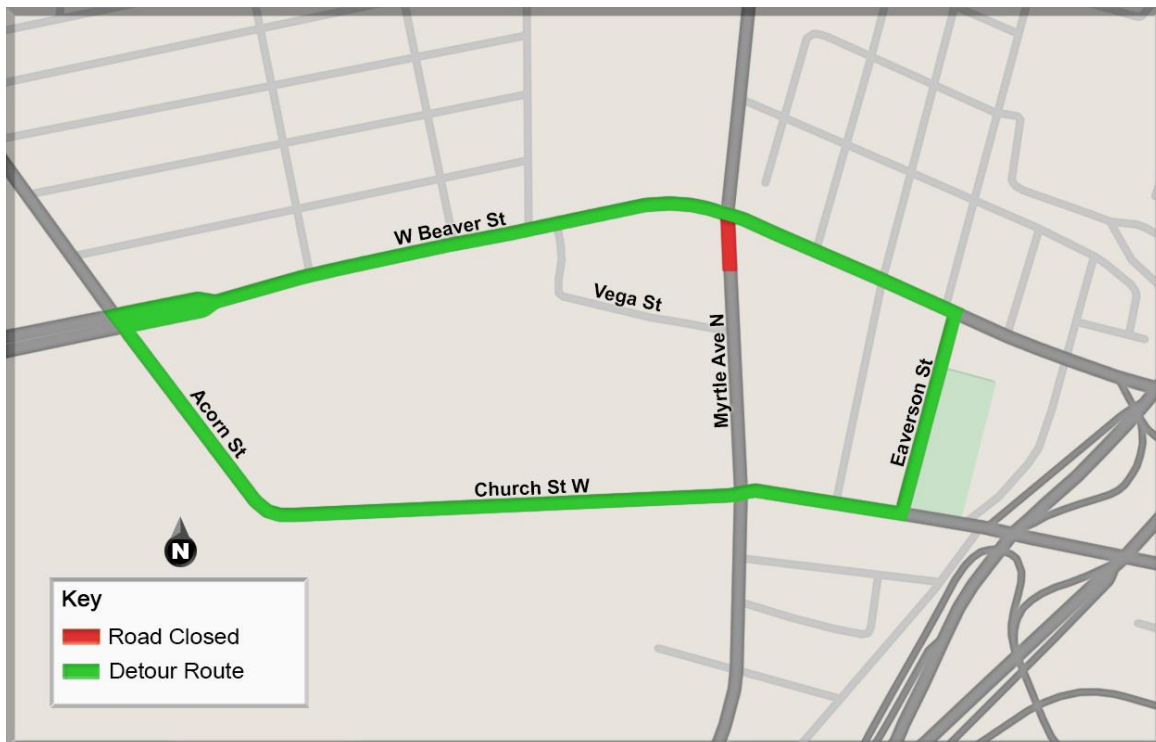 W Beaver St
Vega St
Myrtle Ave N
Eaverson St
Acorn St
Church St W
N
Key
Road Closed
Detour Route